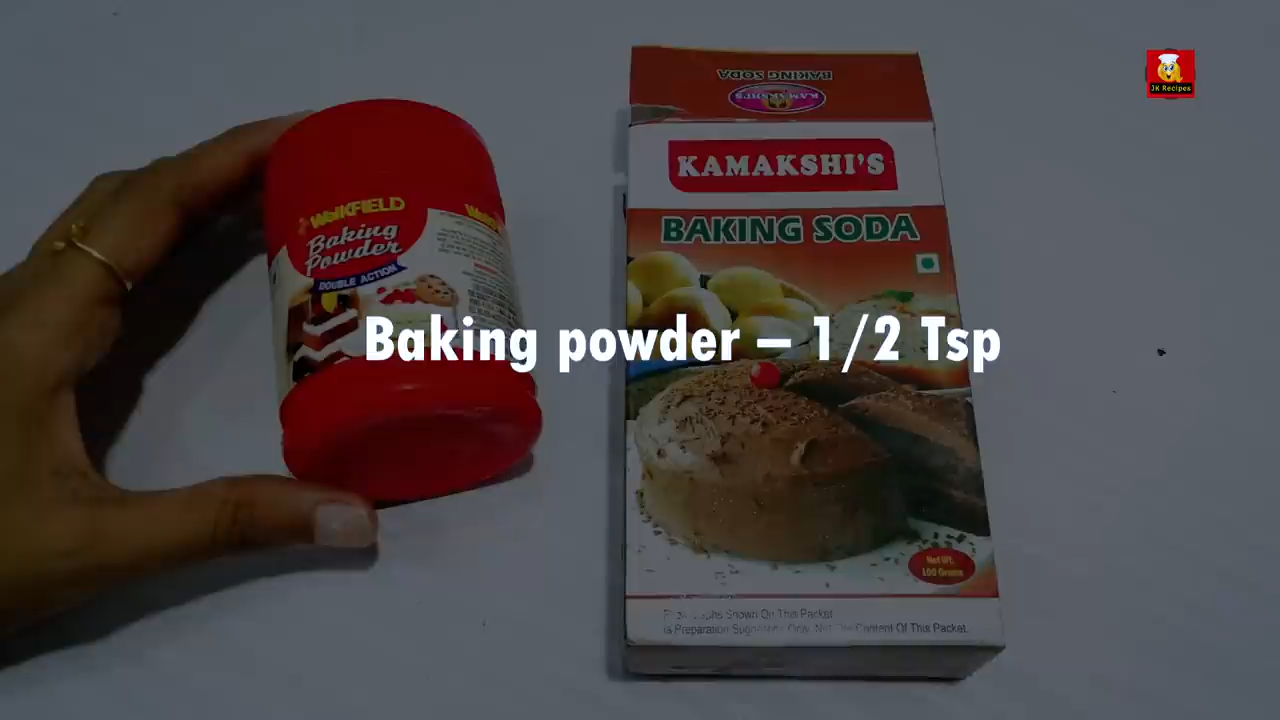 JK Recipes
BAKING SODA
KAMAKSHI'S
KAMAKSHI'S
BAKING SODA
WeiKFiELD
Baking
Powder
DOUBLE ACTION
Baking powder – 1/2 Tsp
Net Wt.
100 Grams
Shown On This Packet
is Preparation Only. Not The Content Of This Packet.